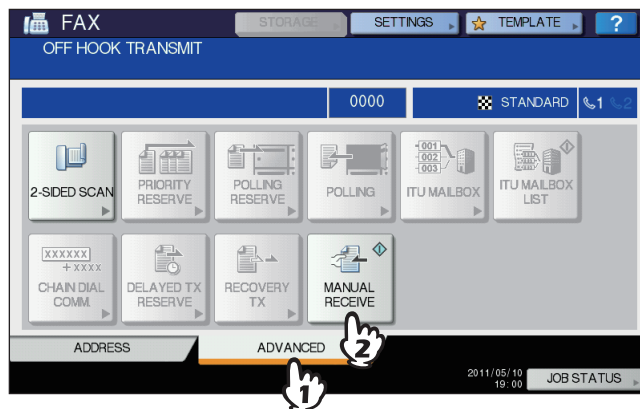 FAX STORAGE SETTINGS TEMPLATE ?
OFF HOOK TRANSMIT
0000 STANDARD 1 2
2-SIDED SCAN
PRIORITY RESERVE
POLLING RESERVE
POLLING
001
002
003
ITU MAILBOX
ITU MAILBOX LIST
XXXXXX
+XXXX
CHAIN DIAL COMM.
DELAYED TX RESERVE
RECOVERY TX
MANUAL RECEIVE
2
ADDRESS ADVANCED
1
2011/05/10
19:00
JOB STATUS